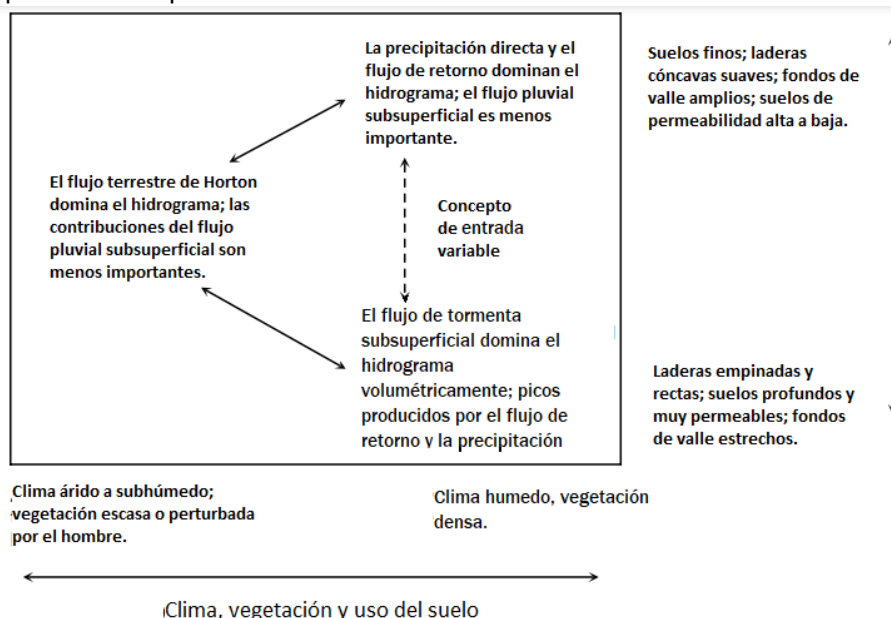 La precipitación directa y el
flujo de retorno dominan el
hidrograma; el flujo pluvial
subsuperficial es menos
importante.
Suelos finos; laderas
cóncavas suaves; fondos de
valle amplios; suelos de
permeabilidad alta a baja.
El flujo terrestre de Horton
domina el hidrograma; las
contribuciones del flujo
pluvial subsuperficial son
menos importantes.
Concepto
de entrada
variable
El flujo de tormenta
subsuperficial domina el
hidrograma
volumétricamente; picos
producidos por el flujo de
retorno y la precipitación
Laderas empinadas y
rectas; suelos profundos y
muy permeables; fondos
de valle estrechos.
Clima árido a subhúmedo;
vegetación escasa o perturbada
por el hombre.
Clima humedo, vegetación
densa.
Clima, vegetación y uso del suelo